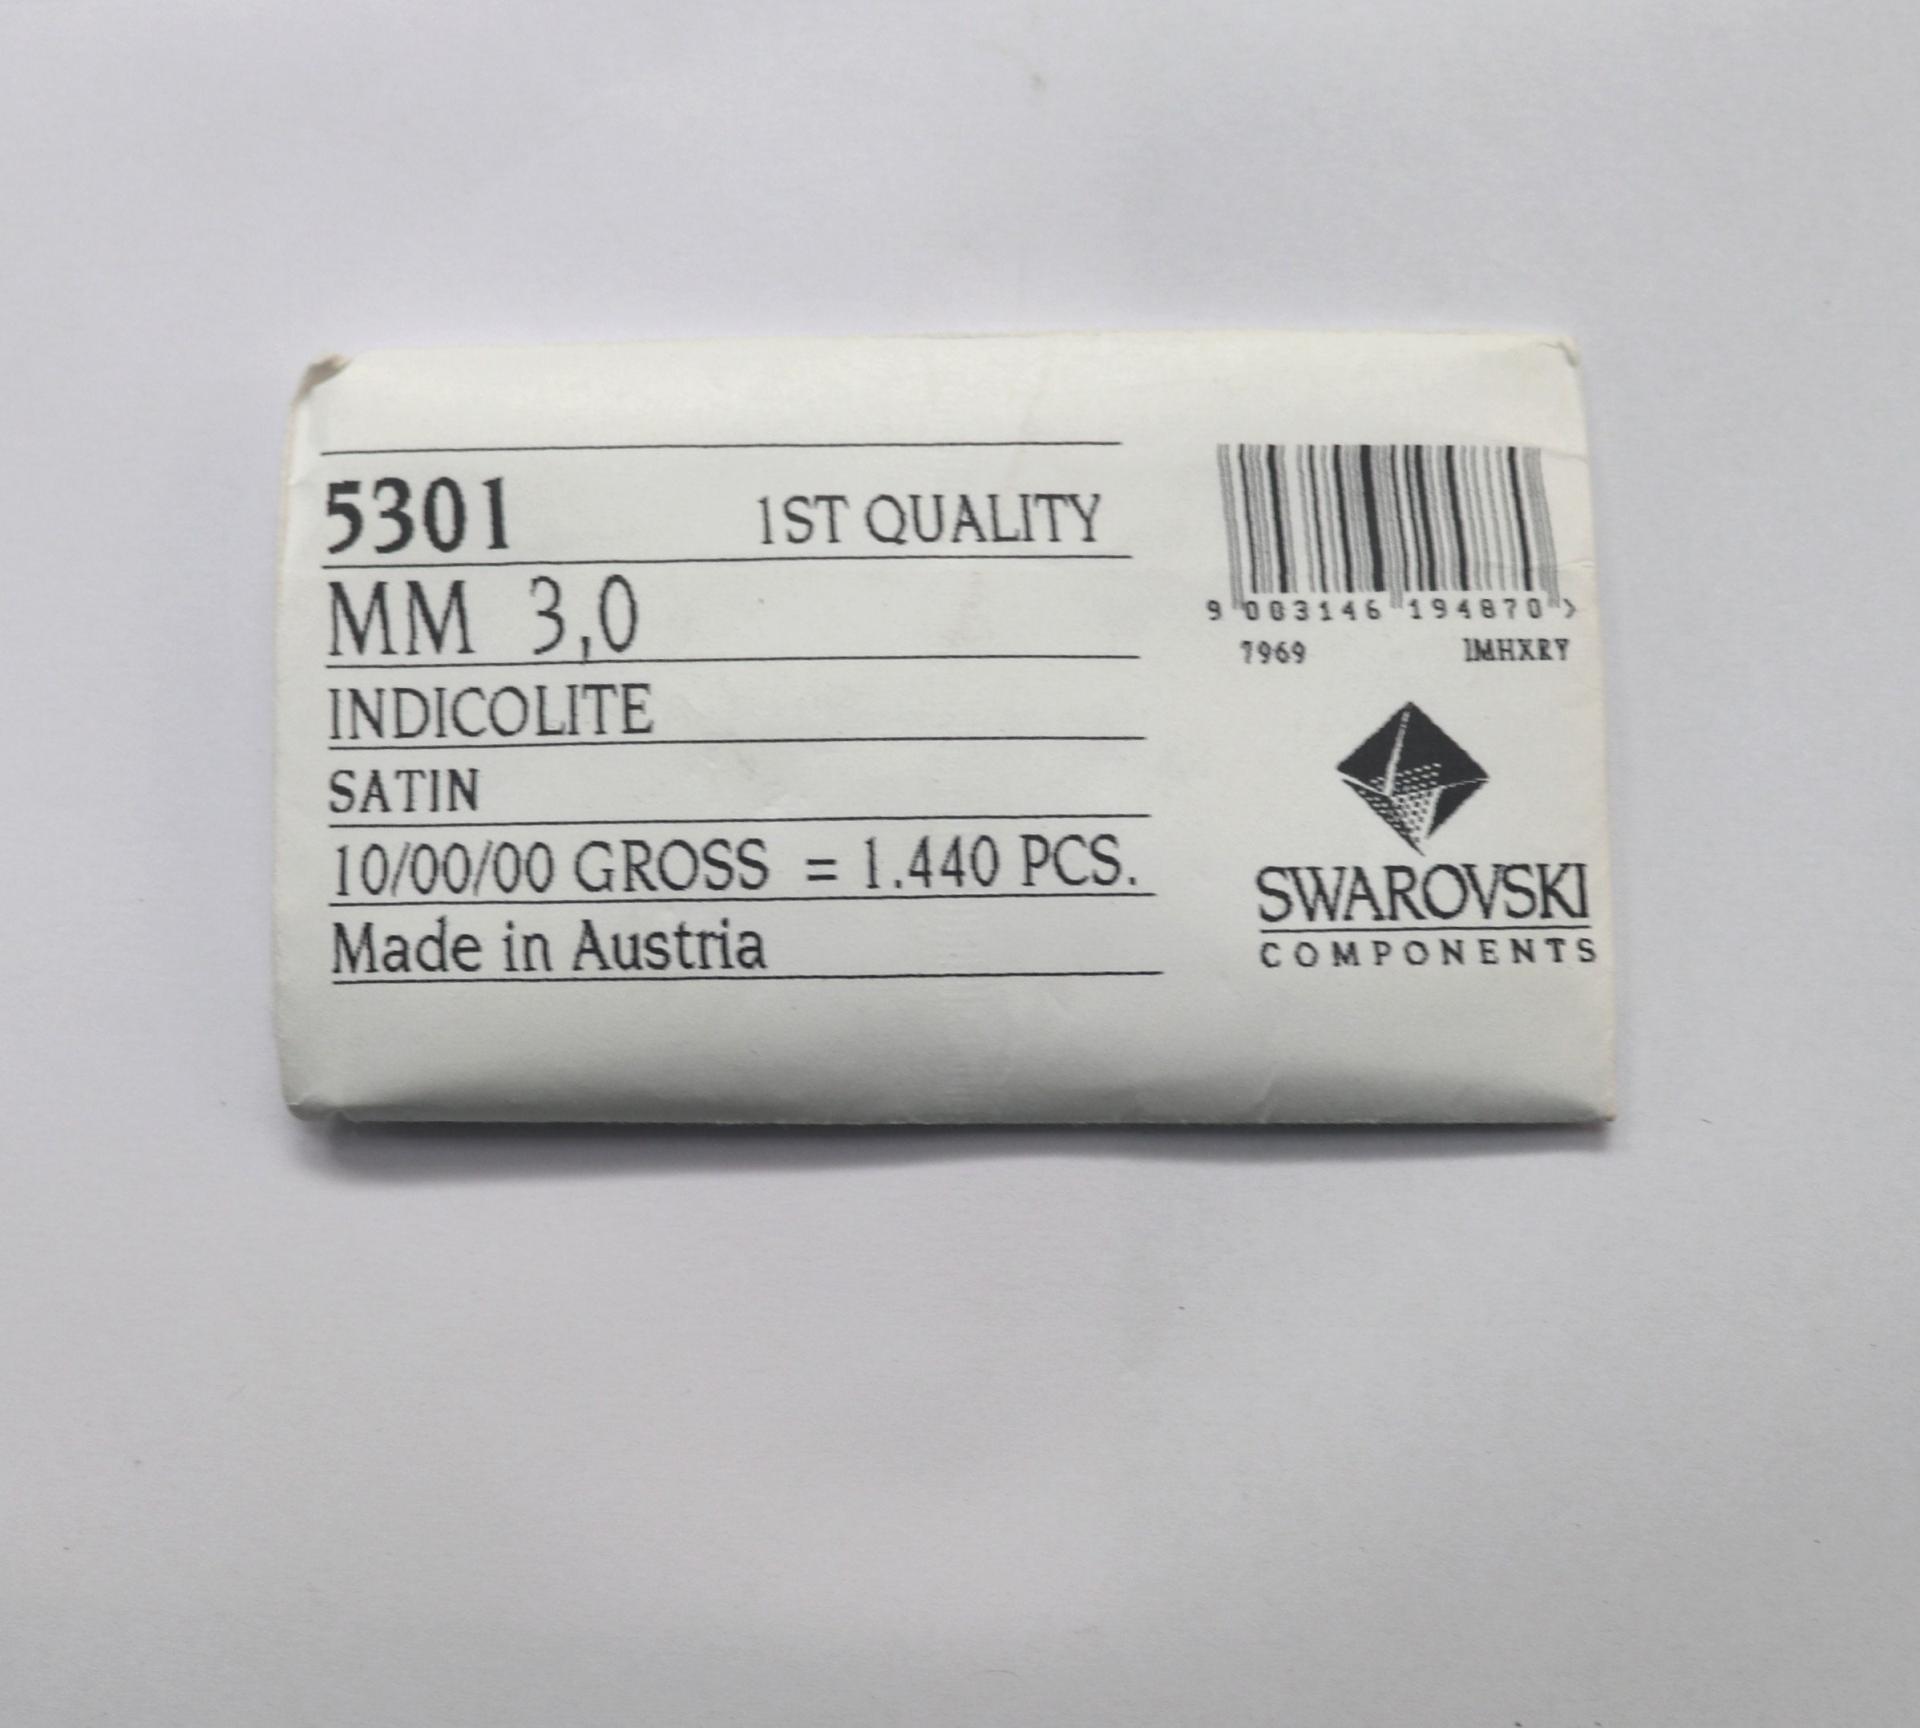 5301 1ST QUALITY
MM 3,0
INDICOLITE
SATIN
10/00/00 GROSS = 1.440 PCS.
Made in Austria
9 003146 194870 >
7969 1MHXRY
SWAROVSKI
COMPONENTS